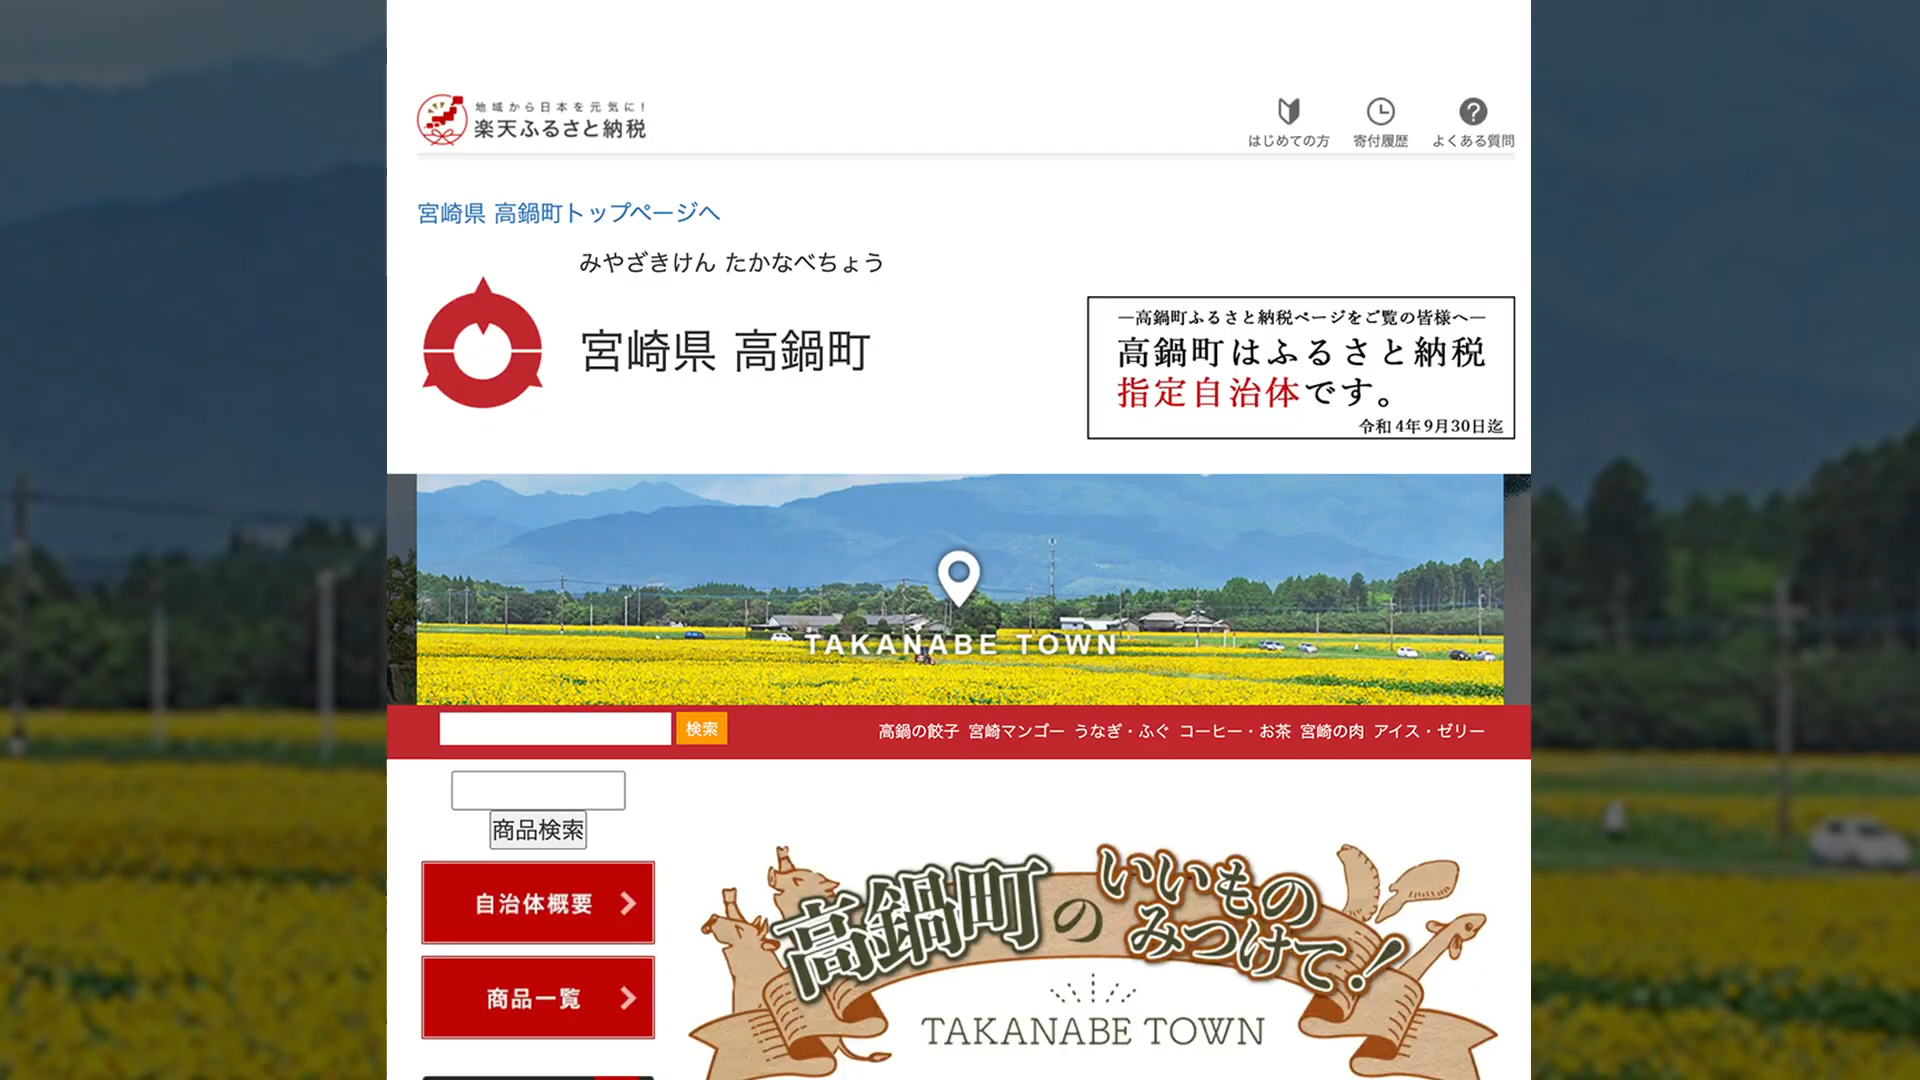 地域から日本を元気に!
楽天ふるさと納税
はじめての方
寄付履歴
よくある質問
宮崎県 高鍋町トップページへ
みやざきけん たかなべちょう
宮崎県 高鍋町
—高鍋町ふるさと納税ページをご覧の皆様へ—
高鍋町はふるさと納税
指定自治体です。
令和4年9月30日迄
TAKANABE TOWN
検索
高鍋の餃子 宮崎マンゴー うなぎ・ふぐ コーヒー・お茶 宮崎の肉 アイス・ゼリー
商品検索
自治体概要
商品一覧
高鍋町の
いいもの
みつけて!
TAKANABE TOWN